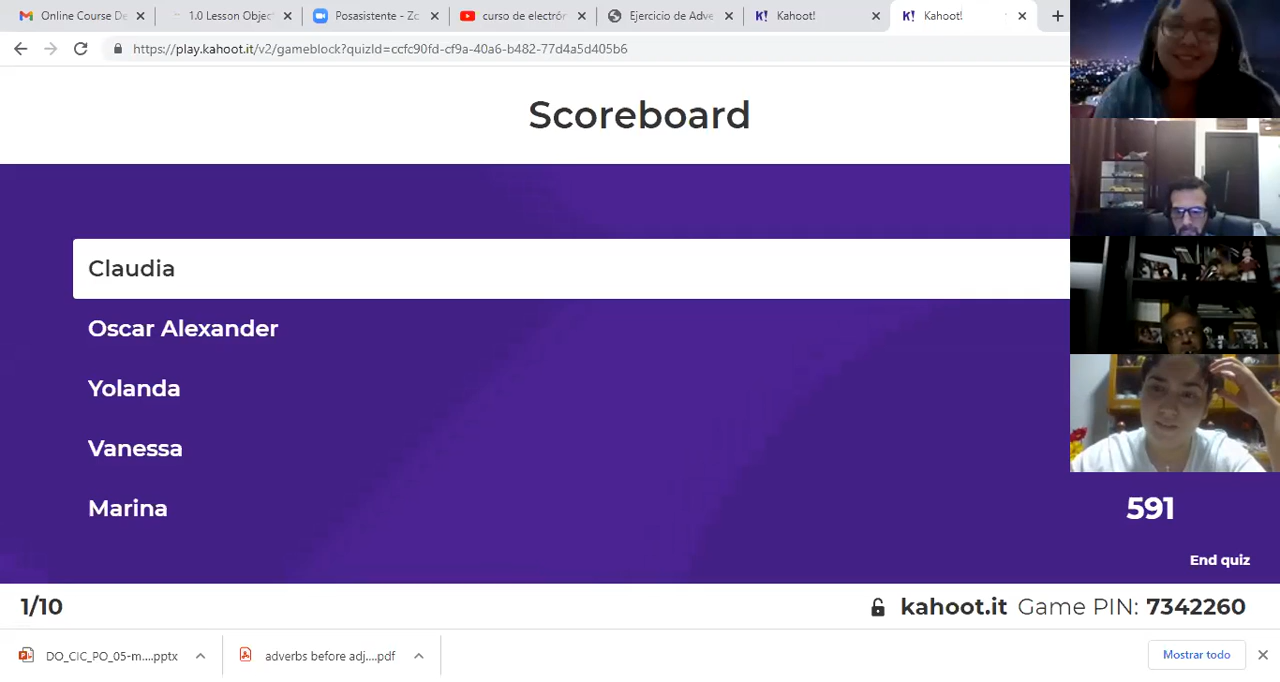 Online Course De
1.0 Lesson Objec
Posasistente - Zo
curso de electrón
Ejercicio de Adve
K! Kahoot!
K! Kahoot!
https://play.kahoot.it/v2/gameblock?quizId=ccfc90fd-cf9a-40a6-b482-77d4a5d405b6
Scoreboard
Claudia
Oscar Alexander
Yolanda
Vanessa
Marina
591
End quiz
1/10
kahoot.it Game PIN: 7342260
DO_CIC_PO_05-m....pptx
adverbs before adj....pdf
Mostrar todo